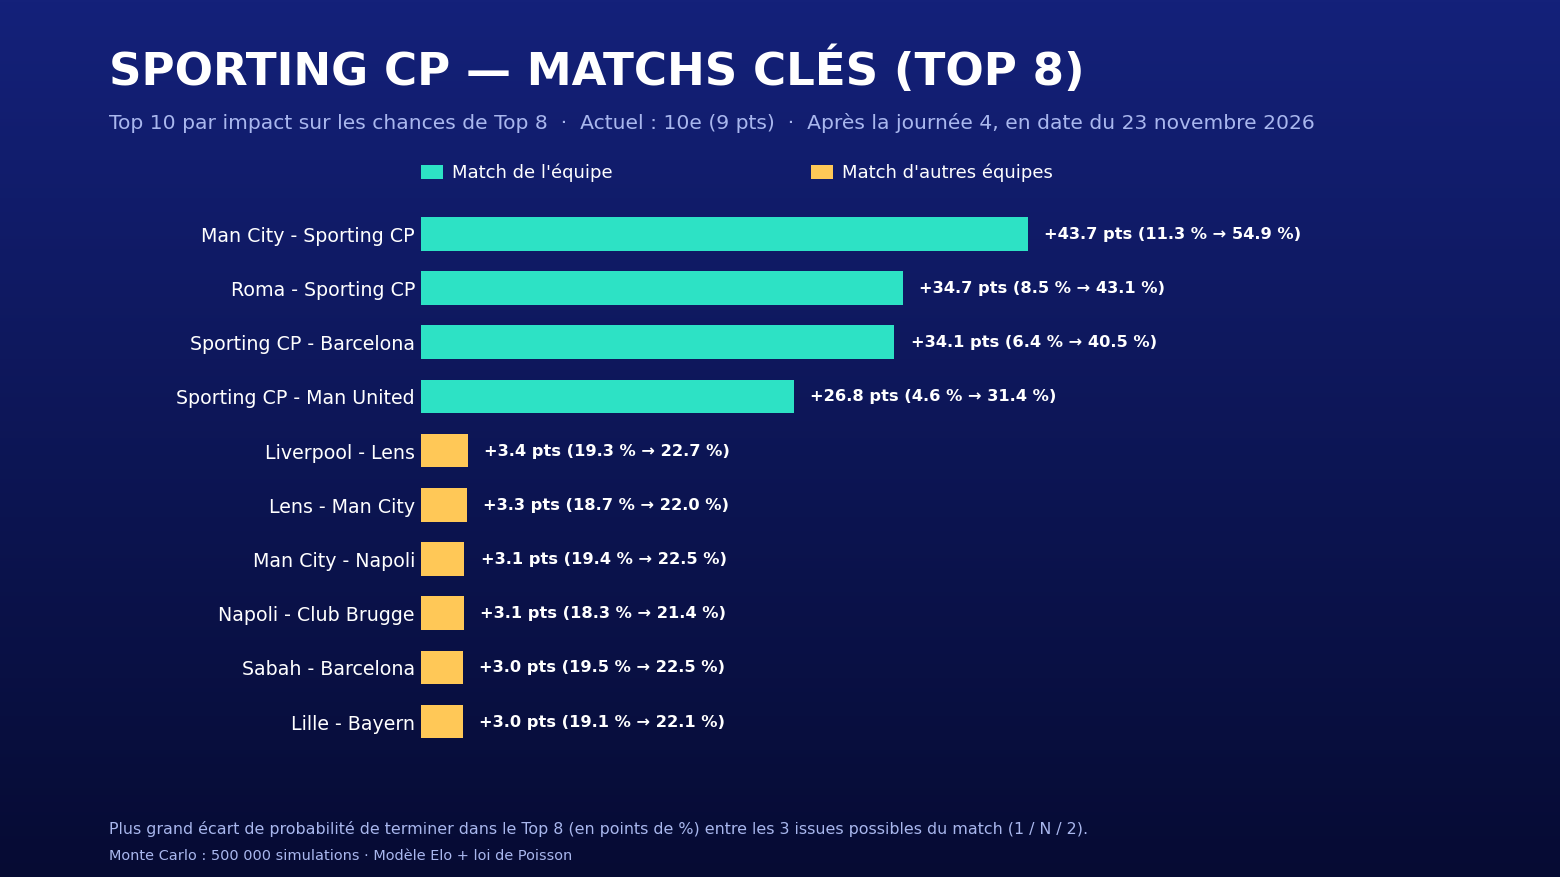 SPORTING CP — MATCHS CLÉS (TOP 8)
Top 10 par impact sur les chances de Top 8 · Actuel : 10e (9 pts) · Après la journée 4, en date du 23 novembre 2026
Match de l'équipe Match d'autres équipes
Man City - Sporting CP +43.7 pts (11.3 % → 54.9 %)
Roma - Sporting CP +34.7 pts (8.5 % → 43.1 %)
Sporting CP - Barcelona +34.1 pts (6.4 % → 40.5 %)
Sporting CP - Man United +26.8 pts (4.6 % → 31.4 %)
Liverpool - Lens +3.4 pts (19.3 % → 22.7 %)
Lens - Man City +3.3 pts (18.7 % → 22.0 %)
Man City - Napoli +3.1 pts (19.4 % → 22.5 %)
Napoli - Club Brugge +3.1 pts (18.3 % → 21.4 %)
Sabah - Barcelona +3.0 pts (19.5 % → 22.5 %)
Lille - Bayern +3.0 pts (19.1 % → 22.1 %)
Plus grand écart de probabilité de terminer dans le Top 8 (en points de %) entre les 3 issues possibles du match (1 / N / 2).
Monte Carlo : 500 000 simulations · Modèle Elo + loi de Poisson